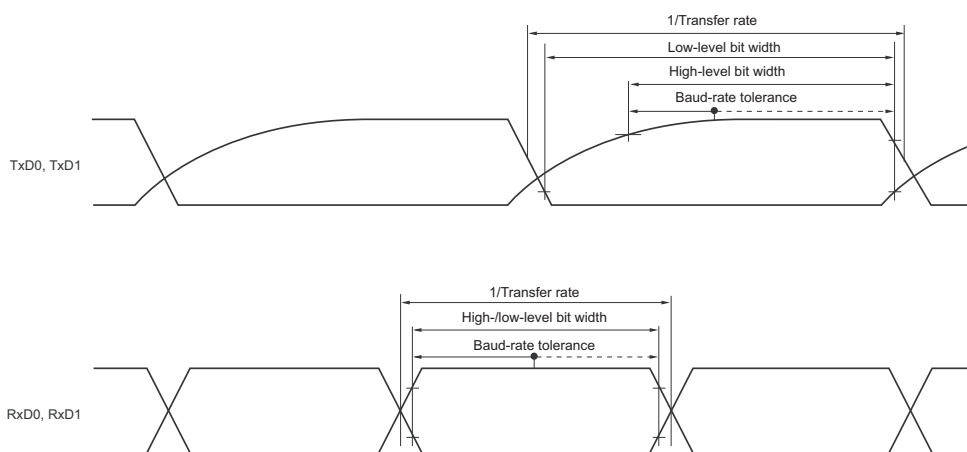 1/Transfer rate
Low-level bit width
High-level bit width
Baud-rate tolerance
TxD0, TxD1
1/Transfer rate
High-/low-level bit width
Baud-rate tolerance
RxD0, RxD1